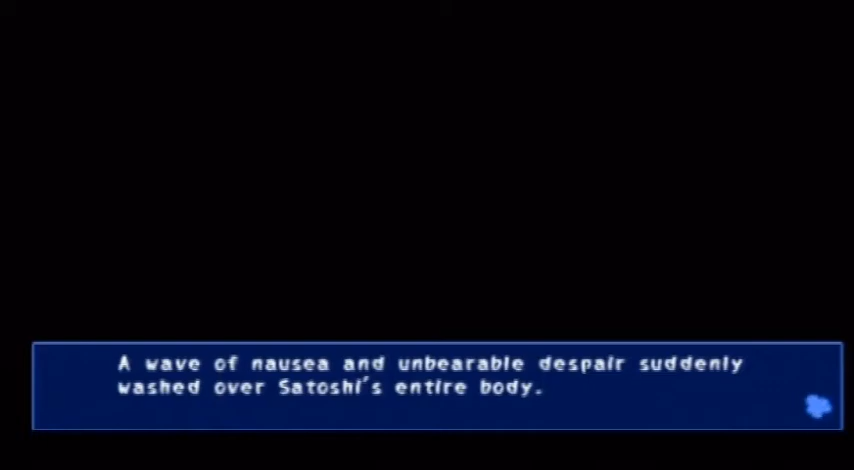 A wave of nausea and unbearable despair suddenly
washed over Satoshi's entire body.